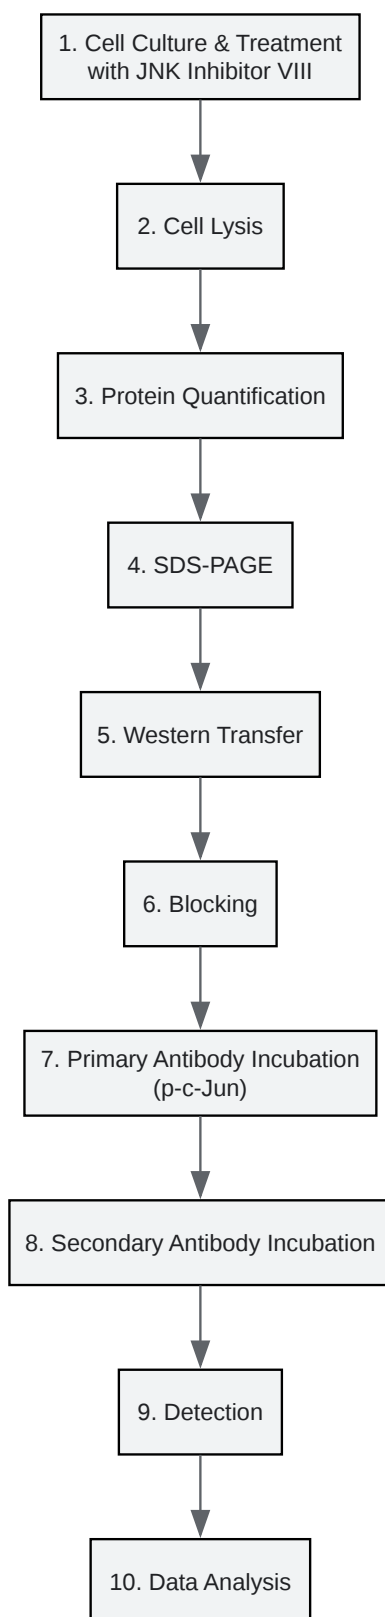 1. Cell Culture & Treatment
with JNK Inhibitor VIII
2. Cell Lysis
3. Protein Quantification
4. SDS-PAGE
5. Western Transfer
6. Blocking
7. Primary Antibody Incubation
(p-c-Jun)
8. Secondary Antibody Incubation
9. Detection
10. Data Analysis